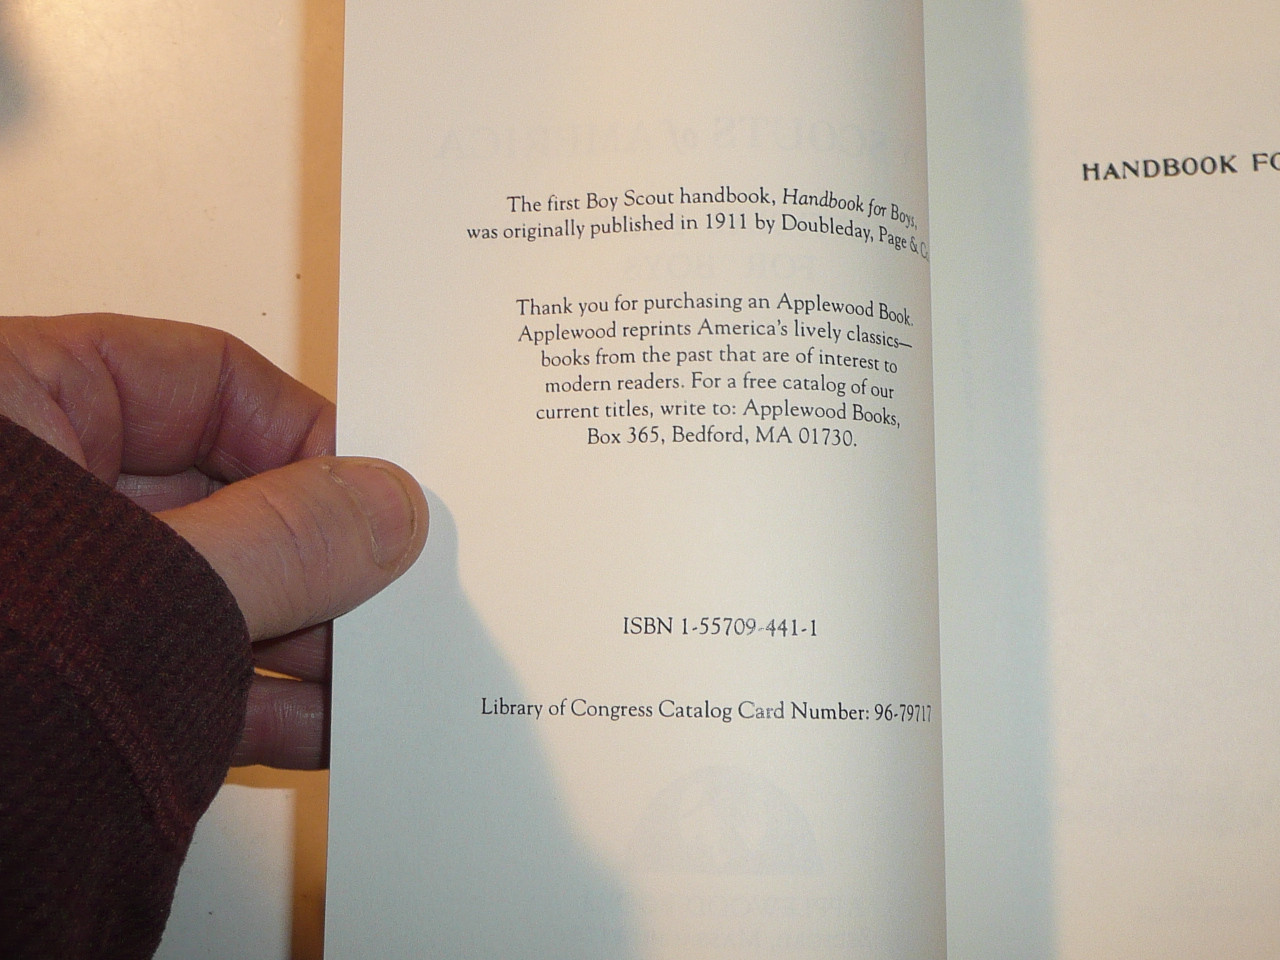 The first Boy Scout handbook, Handbook for Boys,
was originally published in 1911 by Doubleday, Page &
Thank you for purchasing an Applewood Book.
Applewood reprints America's lively classics—
books from the past that are of interest to
modern readers. For a free catalog of our
current titles, write to: Applewood Books,
Box 365, Bedford, MA 01730.
ISBN 1-55709-441-1
Library of Congress Catalog Card Number: 96-79717
HANDBOOK